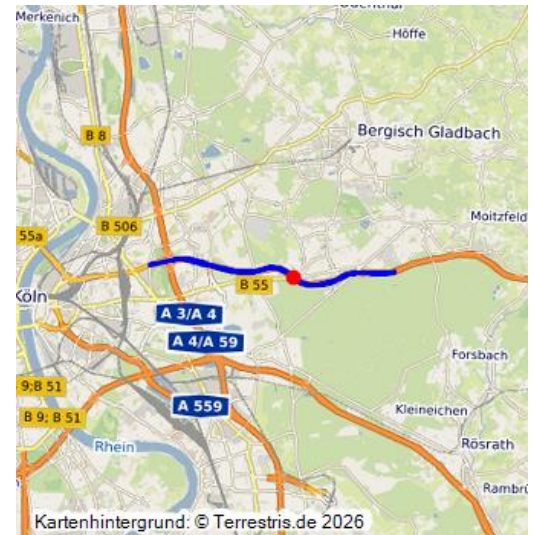 Merkenich
Odenthal
Höffe
B 8
Bergisch Gladbach
B 506
Moitzfeld
55a
B 55
Köln
A 3/A 4
A 4/A 59
Forsbach
9;B 51
A 559
Kleineichen
B 9; B 51
Rhein
Rösrath
Rambrü
Kartenhintergrund: © Terrestris.de 2026